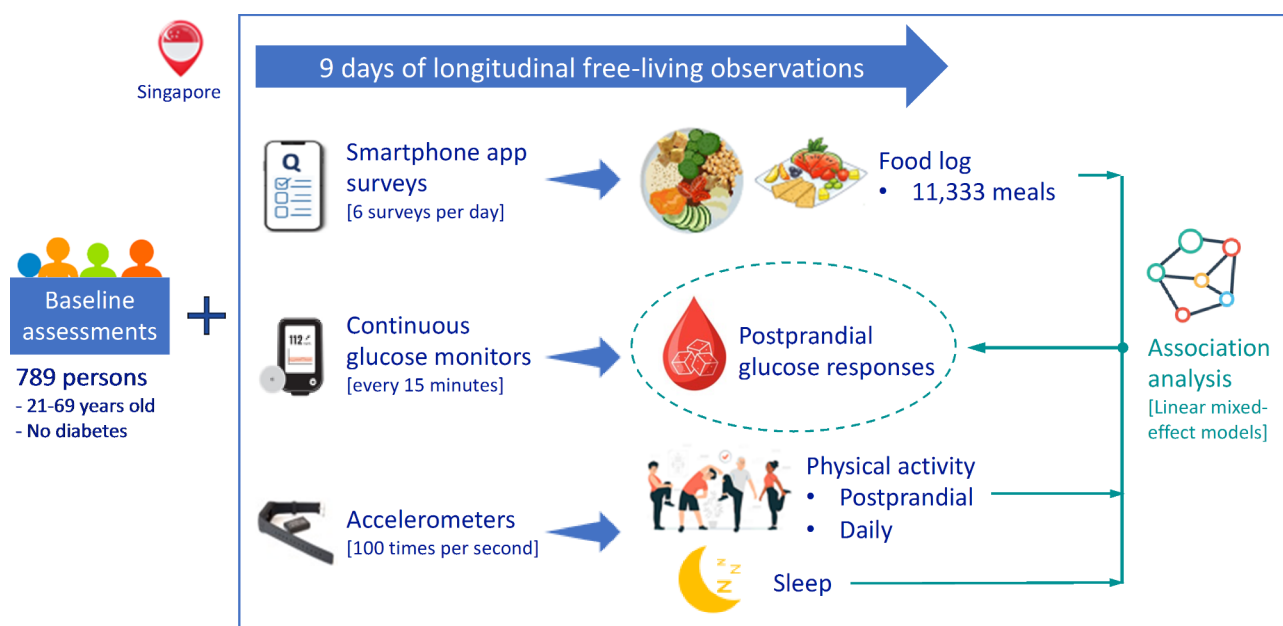 Singapore
9 days of longitudinal free-living observations
Baseline
assessments
789 persons
- 21-69 years old
- No diabetes
Q
Smartphone app
surveys
[6 surveys per day]
Food log
• 11,333 meals
112
Continuous
glucose monitors
[every 15 minutes]
Postprandial
glucose responses
Association
analysis
[Linear mixed-
effect models]
Accelerometers
[100 times per second]
Physical activity
• Postprandial
• Daily
z
z
N
Z
Sleep